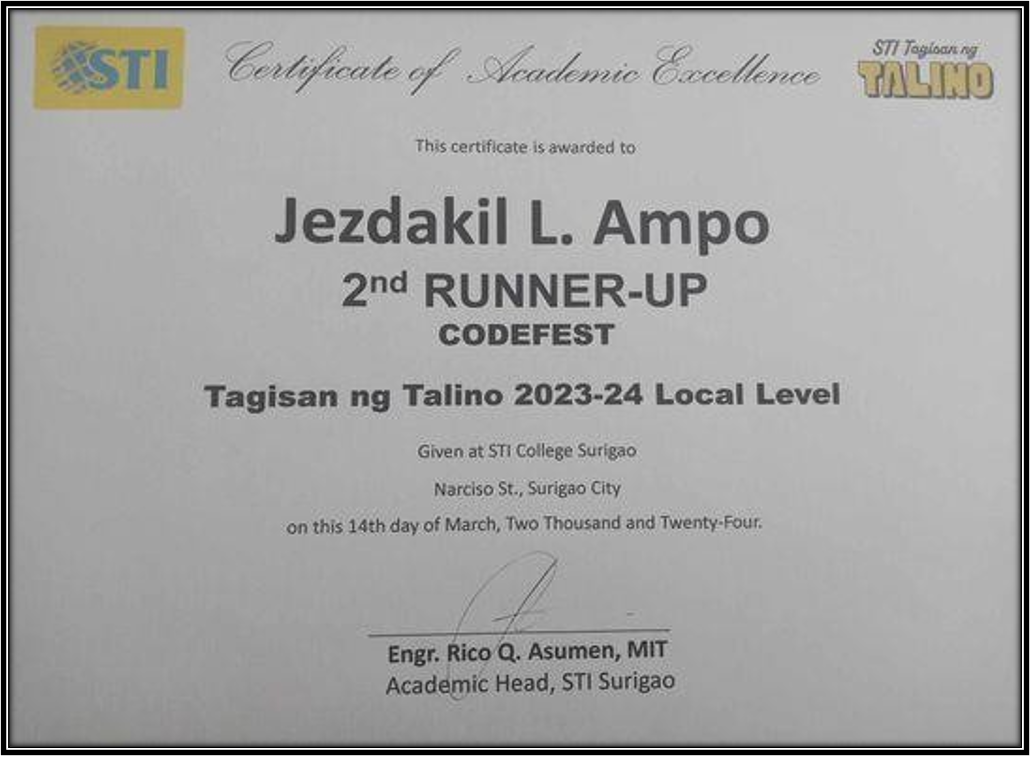 STI
Certificate of Academic Excellence
STI Tagisan ng
TALINO
This certificate is awarded to
Jezdakil L. Ampo
2nd RUNNER-UP
CODEFEST
Tagisan ng Talino 2023-24 Local Level
Given at STI College Surigao
Narciso St., Surigao City
on this 14th day of March, Two Thousand and Twenty-Four.
Engr. Rico Q. Asumen, MIT
Academic Head, STI Surigao